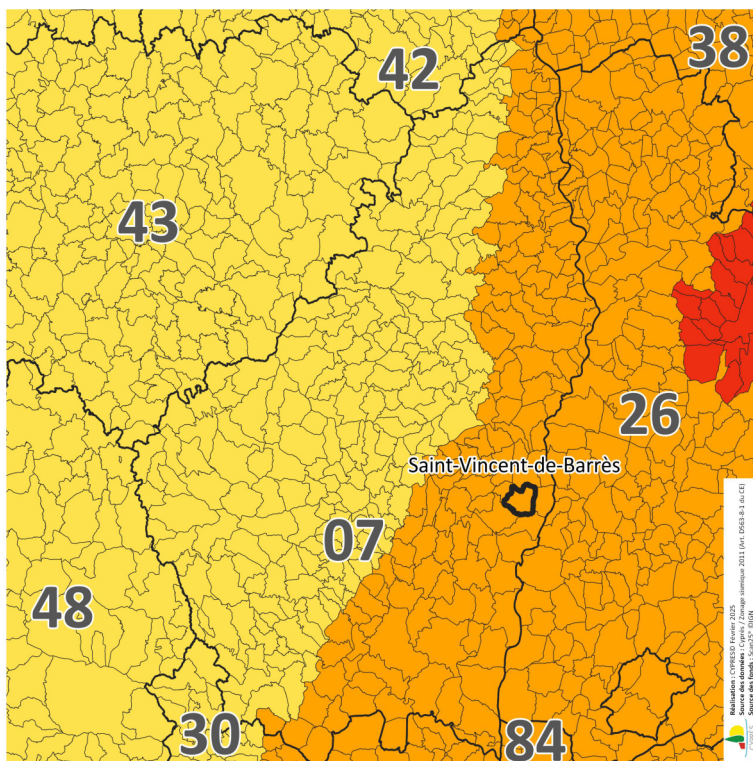 42
38
43
26
Saint-Vincent-de-Barrès
07
48
30
84
Réalisation : CYPRES© Février 2025
Source des données : Cyprès / Zonage sismique 2011 (Art. D563-8-1 du CE)
Source des fonds : Scan25® ©IGN